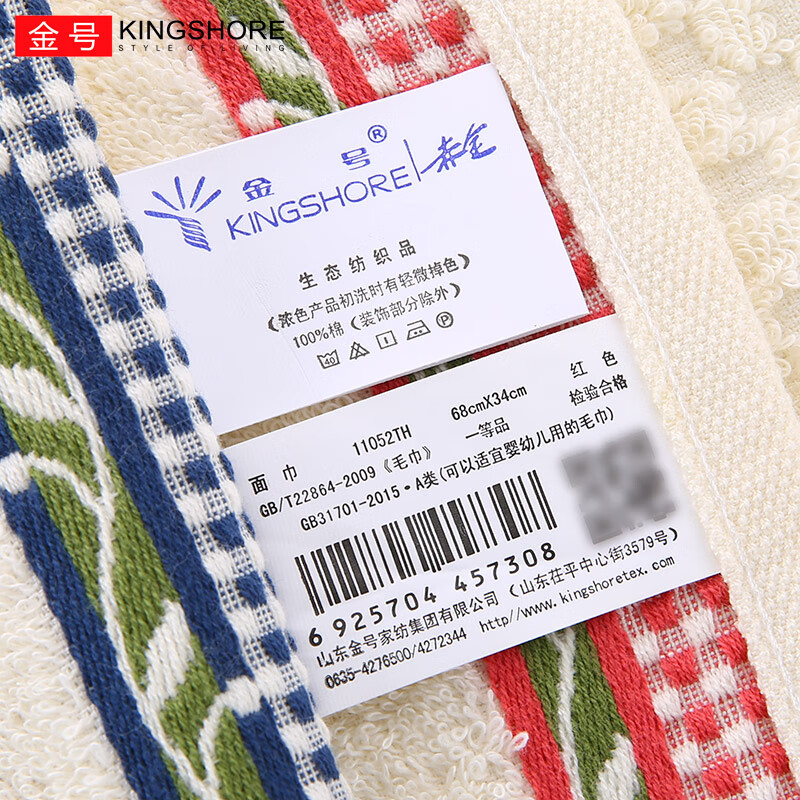 金号 KINGSHORE
STYLE OF LIVING
金号®
KINGSHORE
生态纺织品
《浓色产品初洗时有轻微掉色》
100%棉（装饰部分除外）
40 P
面巾 11052TH 68cmX34cm 红色
GB/T22864-2009《毛巾》 一等品 检验合格
GB31701-2015·A类(可以适宜婴幼儿用的毛巾)
6 925704 457308
山东金号家纺集团有限公司（山东茌平中心街3579号）
0635-4276500/4272344 http//www.kingshoretex.com